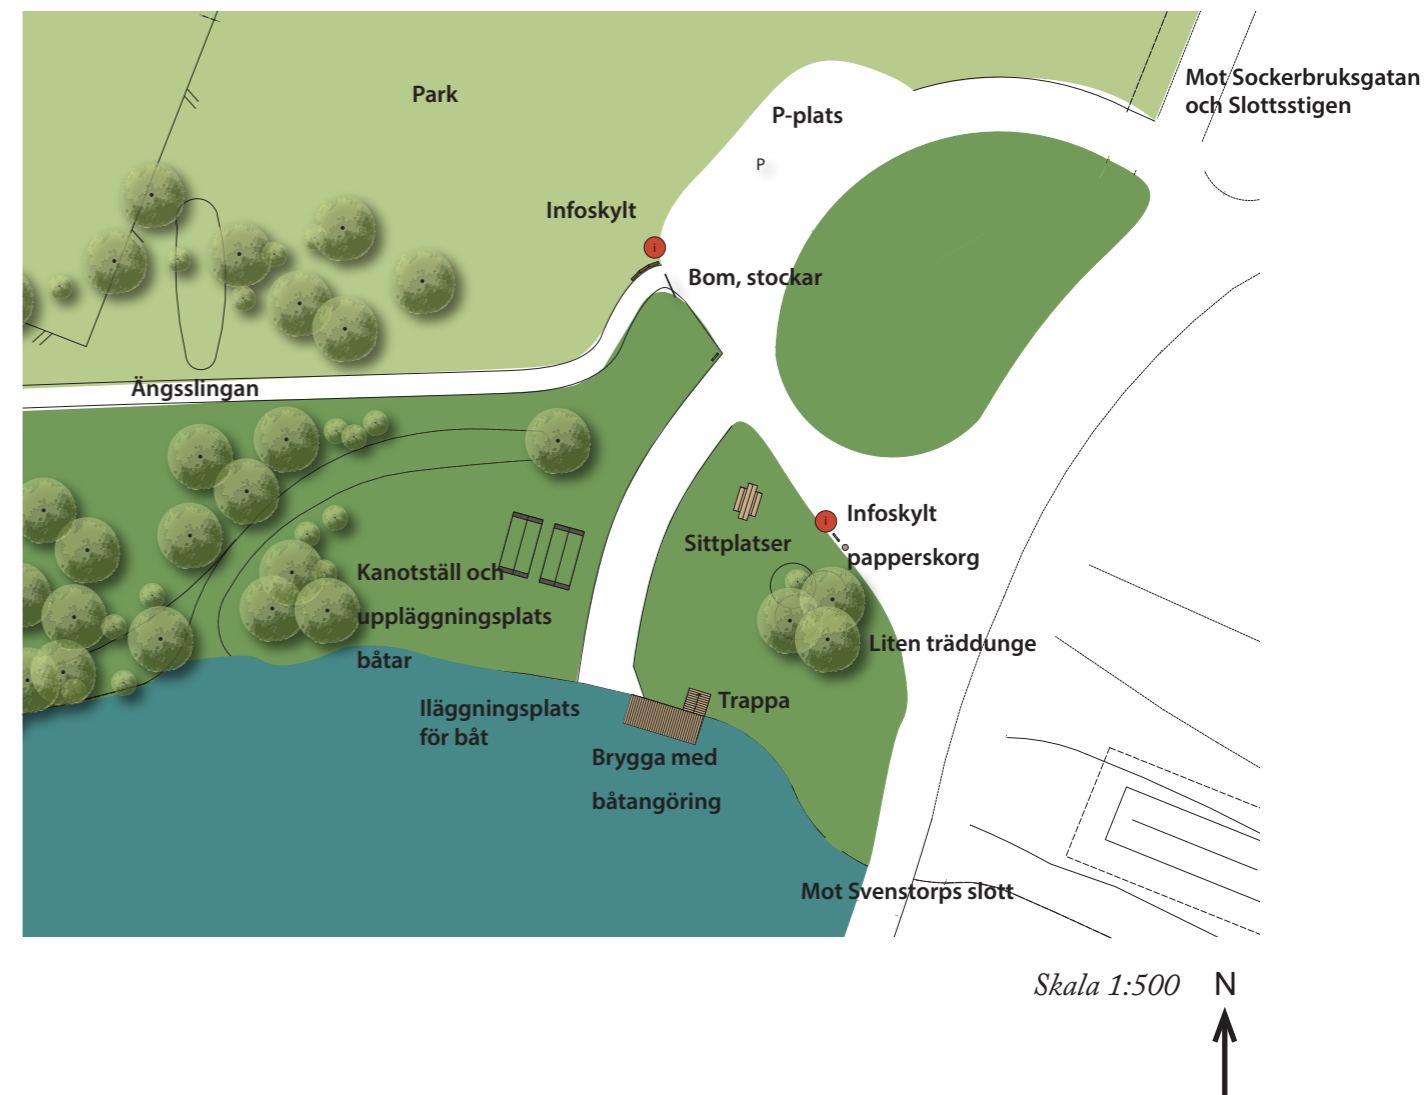 Mot Sockerbruksgatan
och Slottsstigen
Park
P-plats
P
Infoskylt
i
Bom, stockar
Ängsslingan
Infoskylt
i
papperskorg
Sittplatser
Kanotställ och
uppläggningsplats
båtar
Liten träddunge
Iläggningsplats
för båt
Trappa
Brygga med
båtangöring
Mot Svenstorps slott
Skala 1:500
N